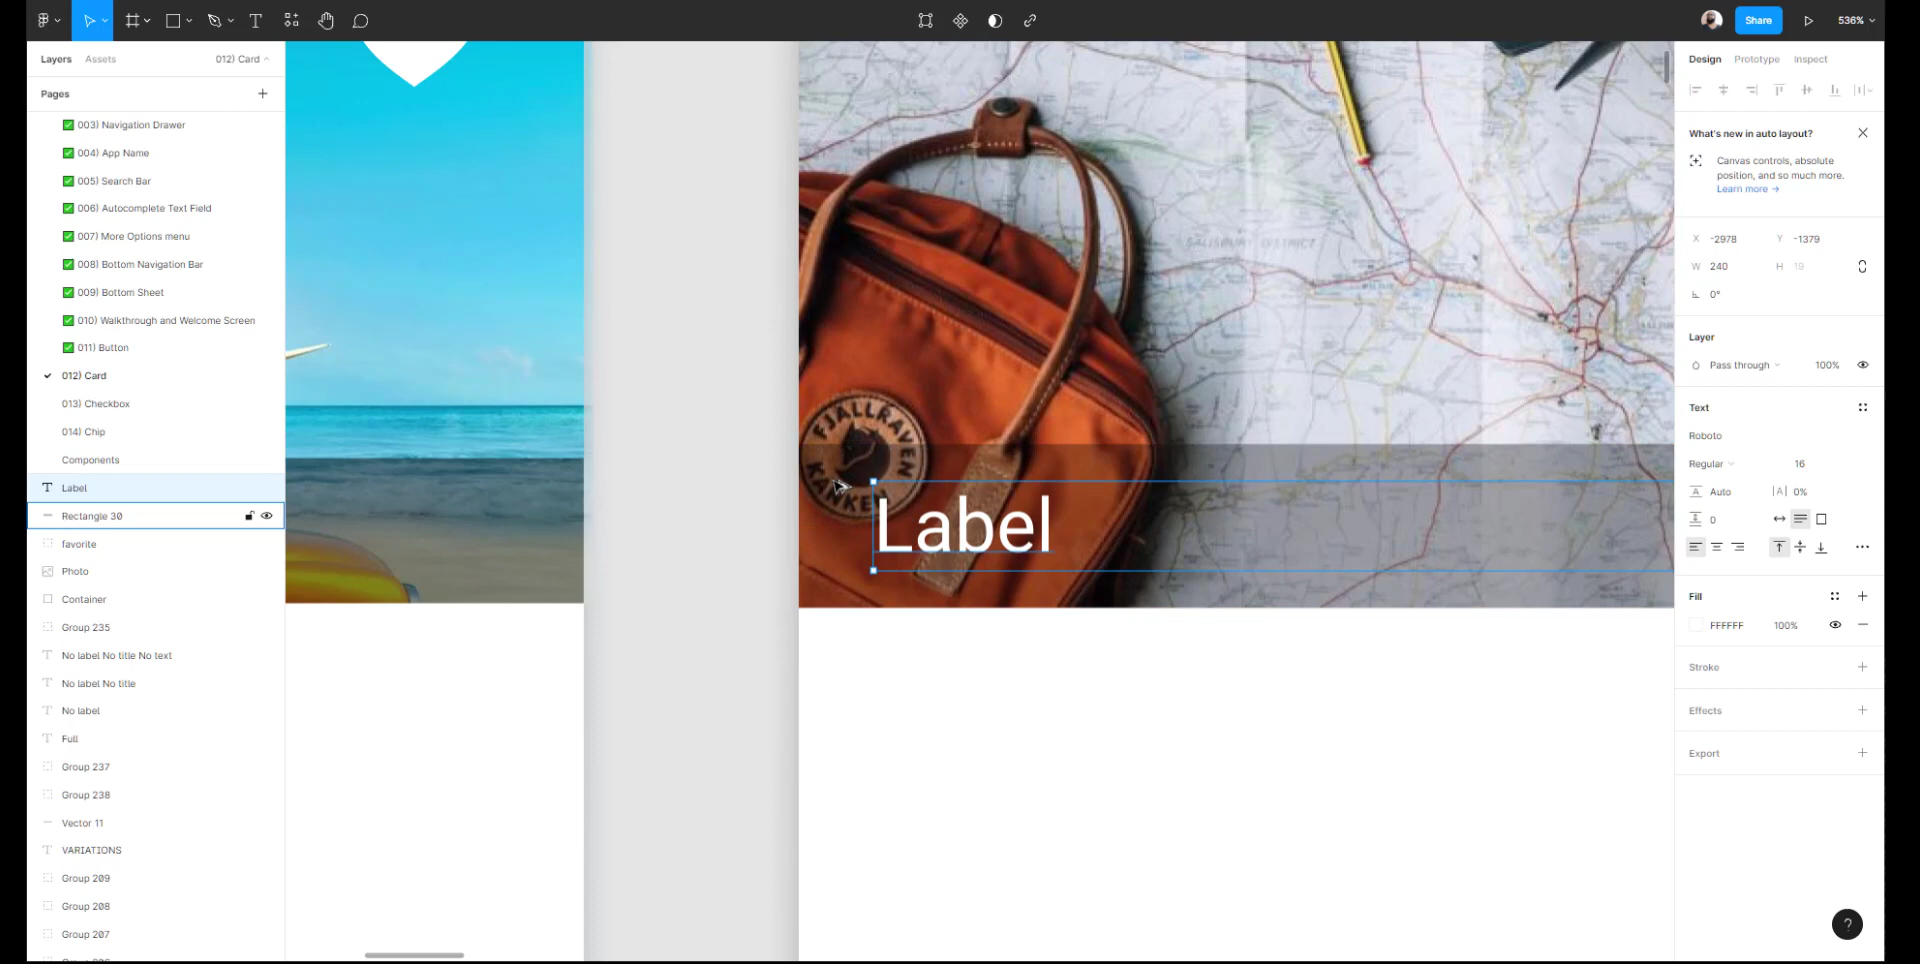 Share
536%
Layers
Assets
012) Card
Design
Prototype
Inspect
Pages
003) Navigation Drawer
004) App Name
005) Search Bar
006) Autocomplete Text Field
007) More Options menu
008) Bottom Navigation Bar
009) Bottom Sheet
010) Walkthrough and Welcome Screen
011) Button
012) Card
013) Checkbox
014) Chip
Components
Label
Rectangle 30
favorite
Photo
Container
Group 235
No label No title No text
No label No title
No label
Full
Group 237
Group 238
Vector 11
VARIATIONS
Group 209
Group 208
Group 207
SALISBURY DISTRICT
FJALLRAVEN
KANKEN
Label
What's new in auto layout?
Canvas controls, absolute
position, and so much more.
Learn more →
X -2978 Y -1379
W 240 H 19
0°
Layer
Pass through 100%
Text
Roboto
Regular 16
A Auto |A| 0%
0
Fill
FFFFFF 100%
Stroke
Effects
Export
?